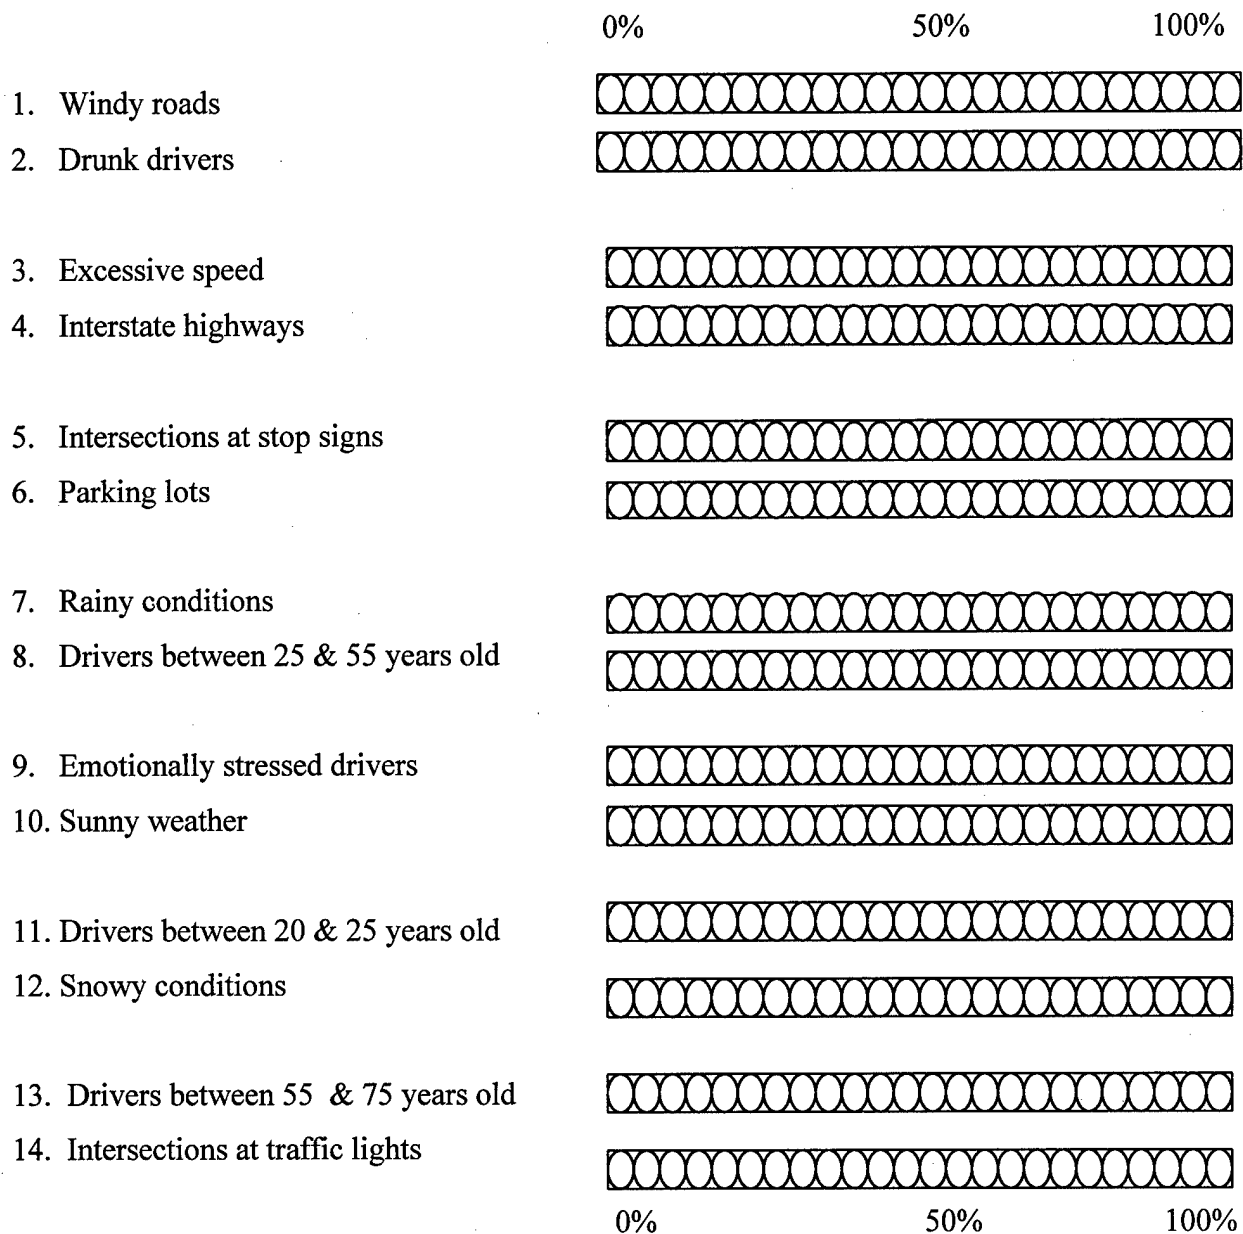 0% 50% 100%
1. Windy roads
2. Drunk drivers
3. Excessive speed
4. Interstate highways
5. Intersections at stop signs
6. Parking lots
7. Rainy conditions
8. Drivers between 25 & 55 years old
9. Emotionally stressed drivers
10. Sunny weather
11. Drivers between 20 & 25 years old
12. Snowy conditions
13. Drivers between 55 & 75 years old
14. Intersections at traffic lights
0% 50% 100%